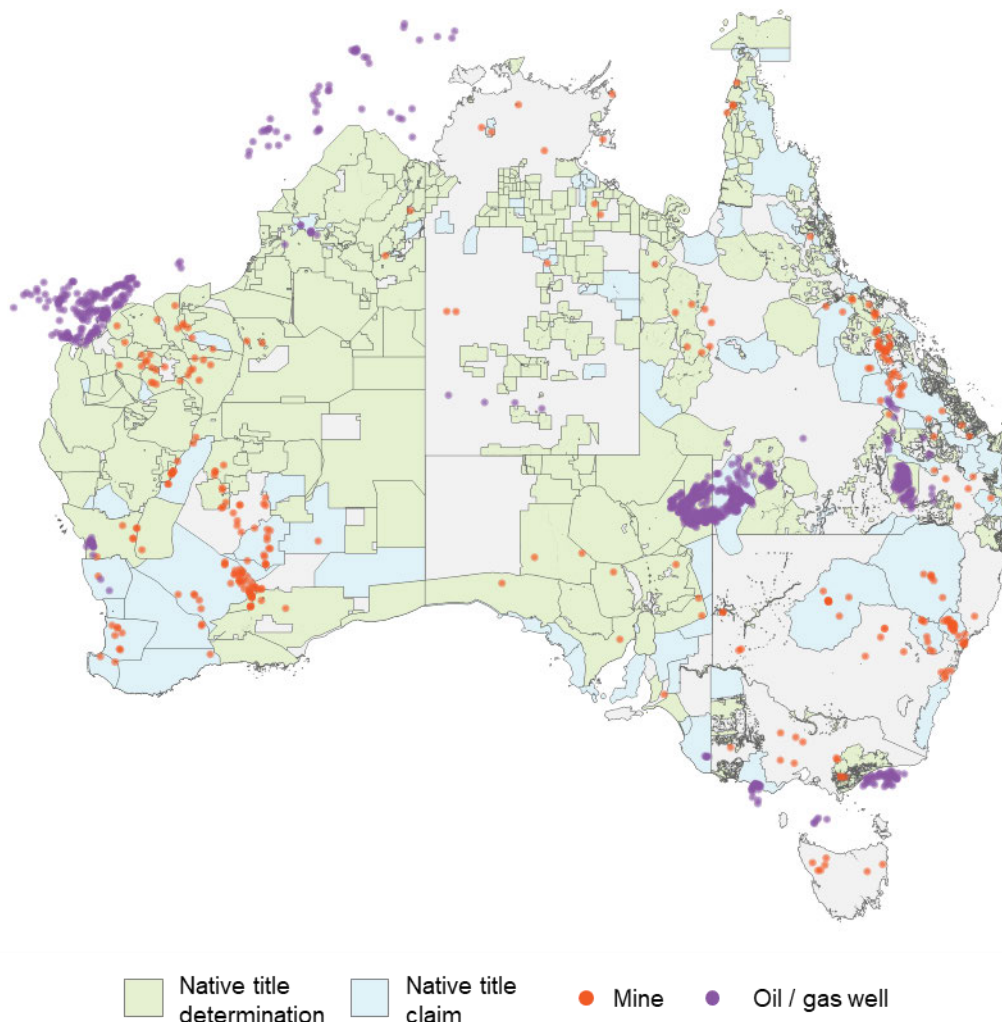 Native title
determination
Native title
claim
Mine
Oil / gas well